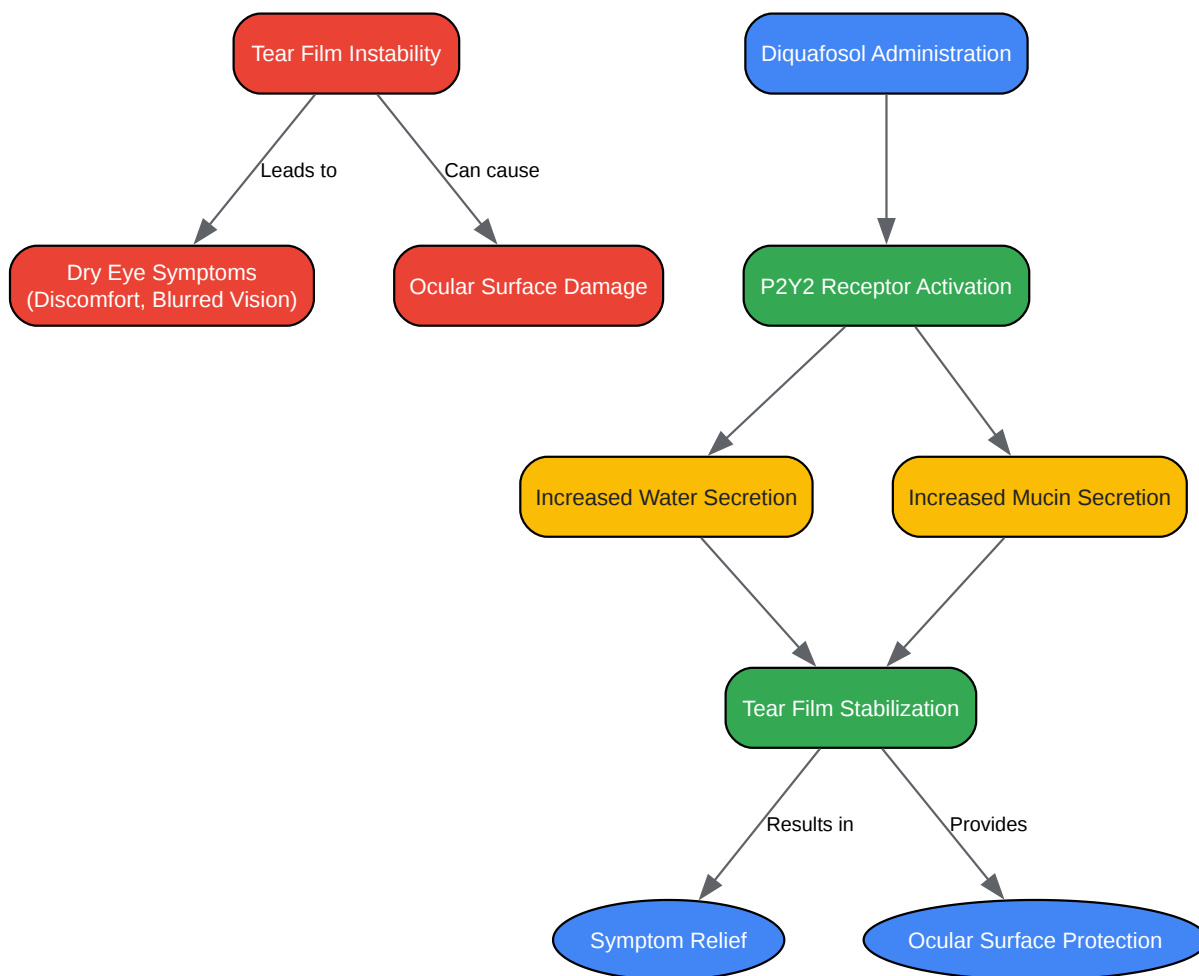 Tear Film Instability
Diquafosol Administration
Leads to
Can cause
Dry Eye Symptoms
(Discomfort, Blurred Vision)
Ocular Surface Damage
P2Y2 Receptor Activation
Increased Water Secretion
Increased Mucin Secretion
Tear Film Stabilization
Results in
Provides
Symptom Relief
Ocular Surface Protection